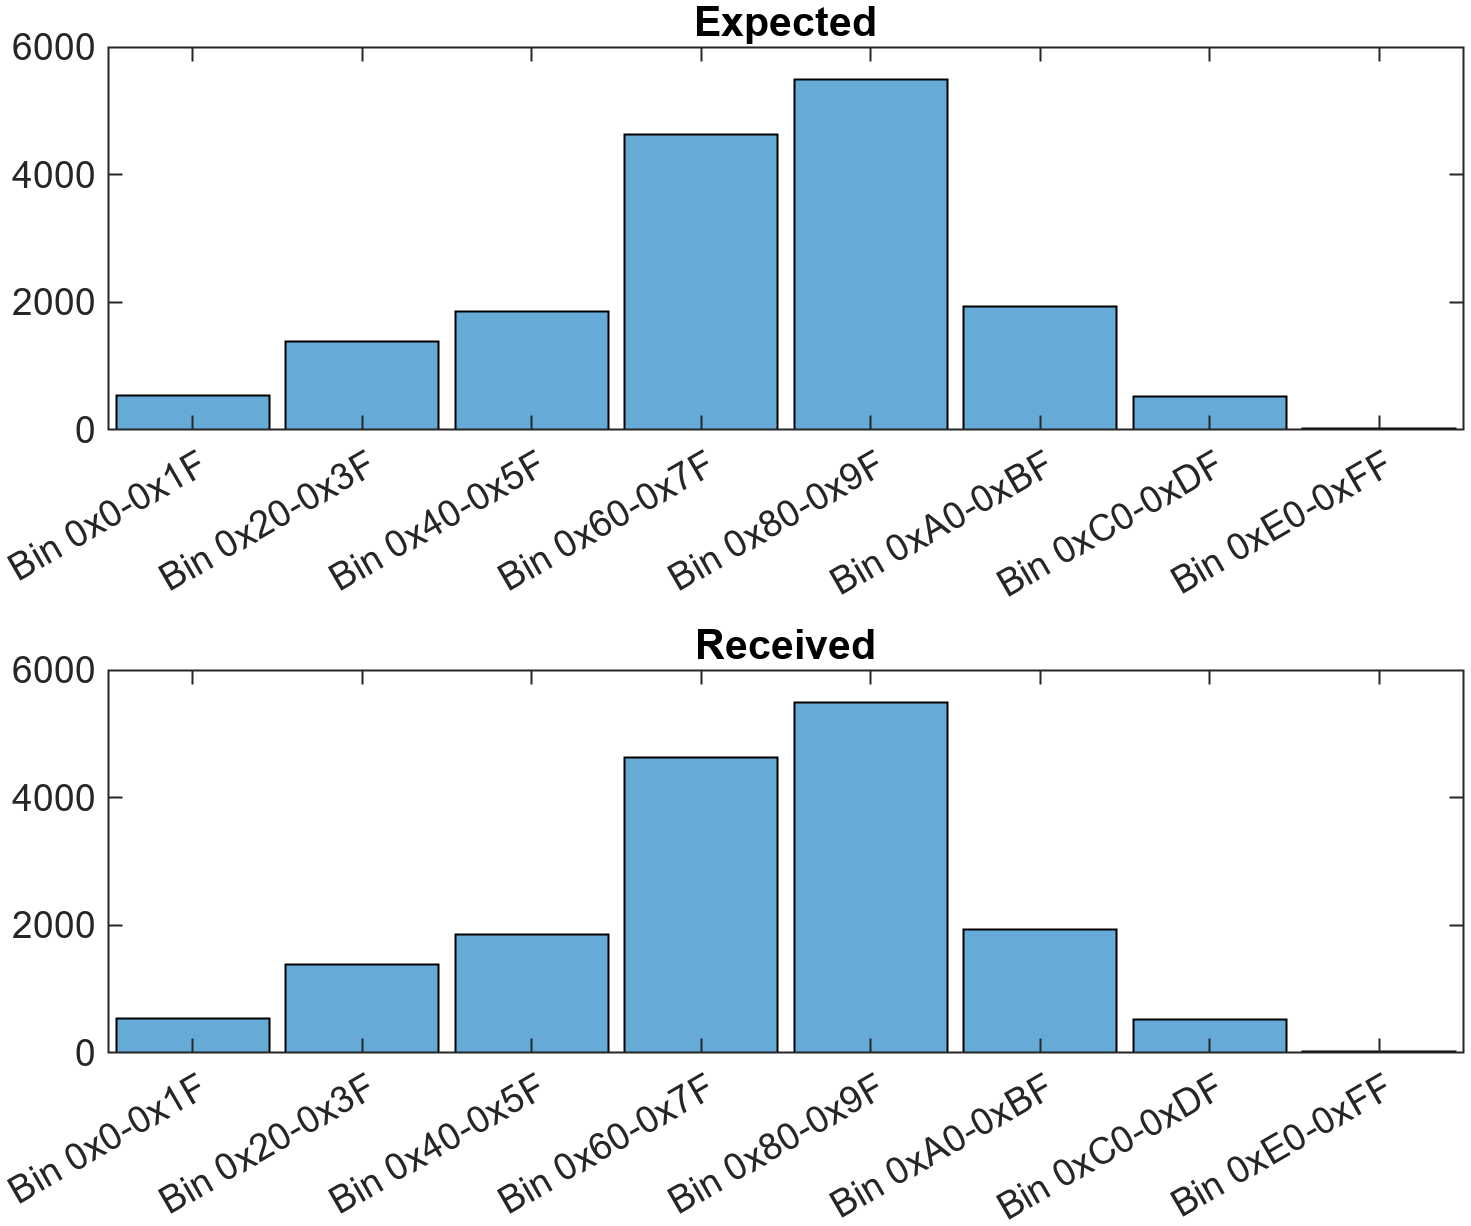 Expected
6000
4000
2000
0
Bin 0x0-0x1F
Bin 0x20-0x3F
Bin 0x40-0x5F
Bin 0x60-0x7F
Bin 0x80-0x9F
Bin 0xA0-0xBF
Bin 0xC0-0xDF
Bin 0xE0-0xFF
Received
6000
4000
2000
0
Bin 0x0-0x1F
Bin 0x20-0x3F
Bin 0x40-0x5F
Bin 0x60-0x7F
Bin 0x80-0x9F
Bin 0xA0-0xBF
Bin 0xC0-0xDF
Bin 0xE0-0xFF